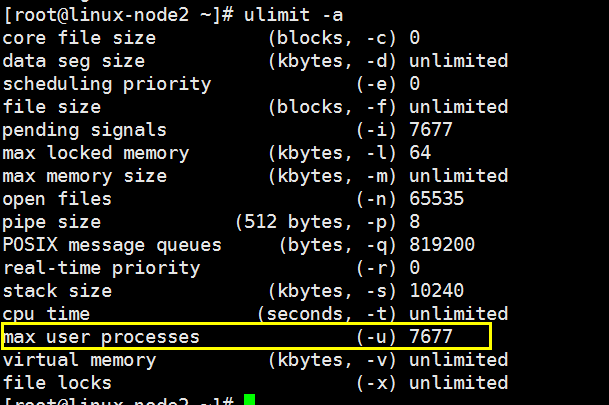 [root@linux-node2 ~]# ulimit -a
core file size          (blocks, -c) 0
data seg size           (kbytes, -d) unlimited
scheduling priority             (-e) 0
file size               (blocks, -f) unlimited
pending signals                 (-i) 7677
max locked memory       (kbytes, -l) 64
max memory size         (kbytes, -m) unlimited
open files                      (-n) 65535
pipe size            (512 bytes, -p) 8
POSIX message queues     (bytes, -q) 819200
real-time priority              (-r) 0
stack size              (kbytes, -s) 10240
cpu time               (seconds, -t) unlimited
max user processes              (-u) 7677
virtual memory          (kbytes, -v) unlimited
file locks                      (-x) unlimited
[root@linux-node2 ~]#